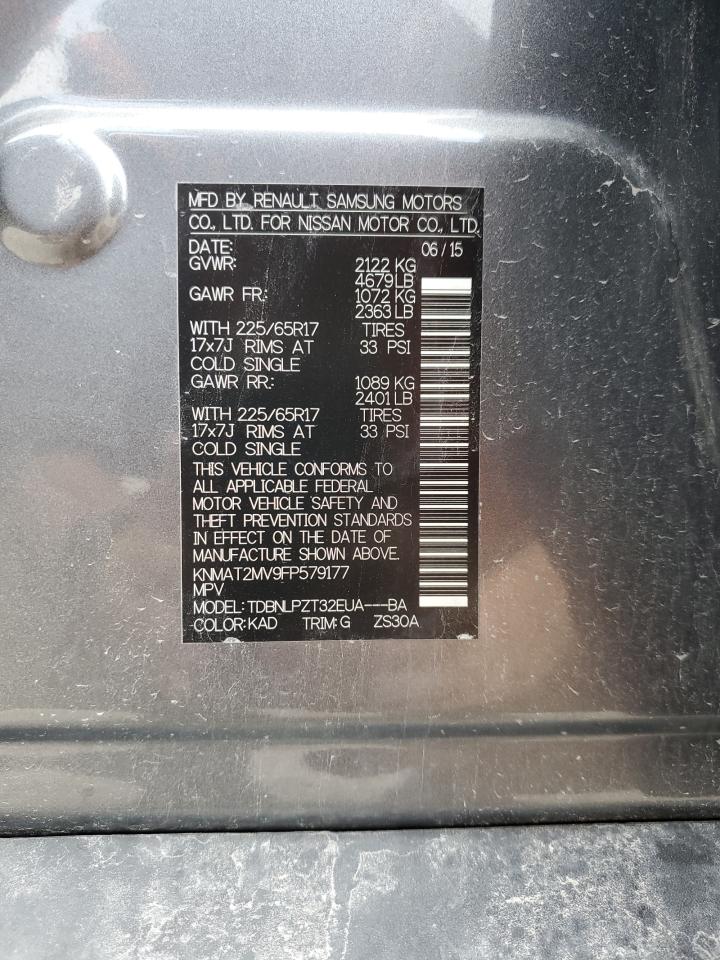 MFD BY RENAULT SAMSUNG MOTORS
CO., LTD. FOR NISSAN MOTOR CO., LTD.
DATE: 06/15
GVWR: 2122 KG
4679 LB
GAWR FR.: 1072 KG
2363 LB
WITH 225/65R17 TIRES
17x7J RIMS AT 33 PSI
COLD SINGLE
GAWR RR.: 1089 KG
2401 LB
WITH 225/65R17 TIRES
17x7J RIMS AT 33 PSI
COLD SINGLE
THIS VEHICLE CONFORMS TO
ALL APPLICABLE FEDERAL
MOTOR VEHICLE SAFETY AND
THEFT PREVENTION STANDARDS
IN EFFECT ON THE DATE OF
MANUFACTURE SHOWN ABOVE.
KNMAT2MV9FP579177
MPV
MODEL: TDBNLPZT32EUA---BA
COLOR: KAD TRIM: G ZS30A